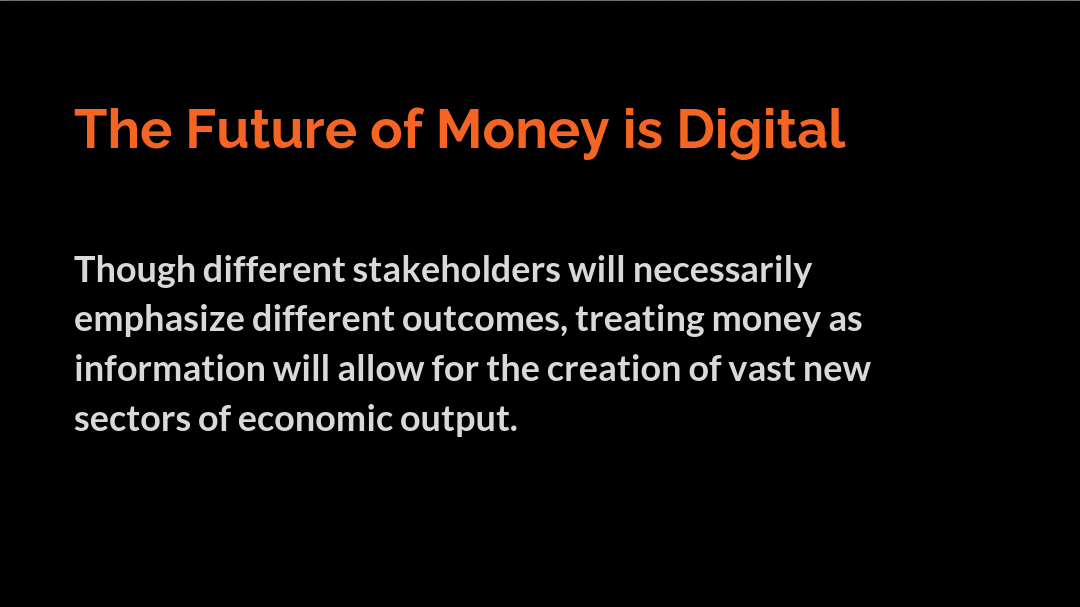 The Future of Money is Digital
Though different stakeholders will necessarily
emphasize different outcomes, treating money as
information will allow for the creation of vast new
sectors of economic output.